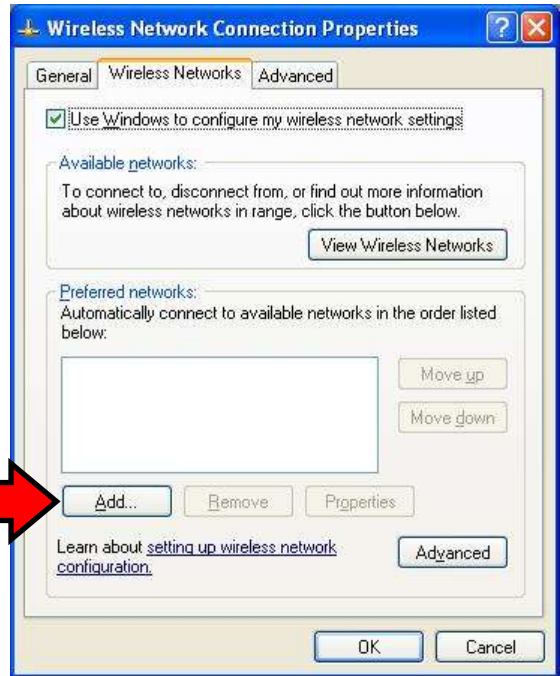 Wireless Network Connection Properties
General
Wireless Networks
Advanced
Use Windows to configure my wireless network settings
Available networks:
To connect to, disconnect from, or find out more information
about wireless networks in range, click the button below.
View Wireless Networks
Preferred networks:
Automatically connect to available networks in the order listed
below:
Move up
Move down
Add...
Remove
Properties
Learn about setting up wireless network
configuration.
Advanced
OK
Cancel